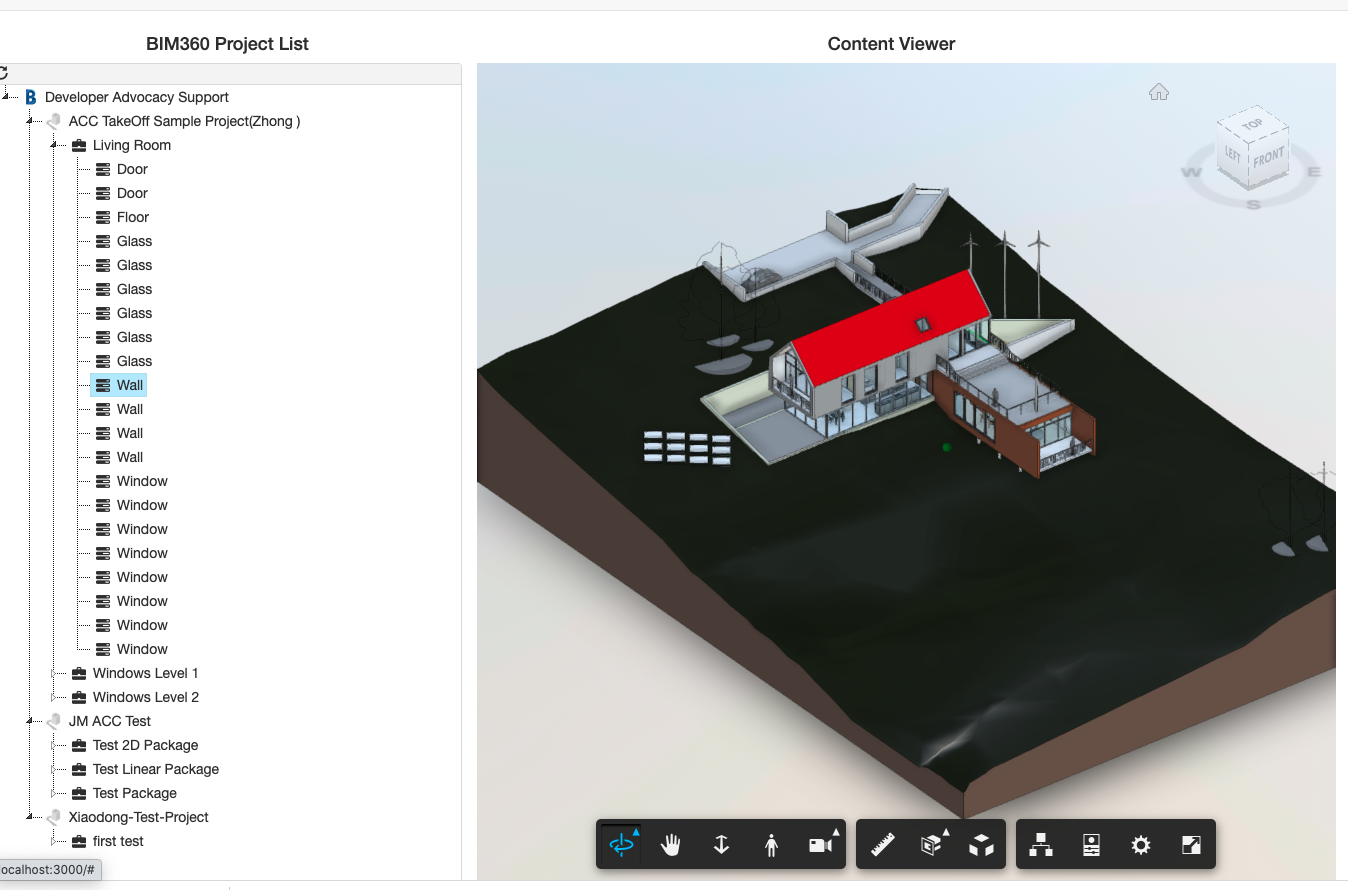 BIM360 Project List
Content Viewer
Developer Advocacy Support
ACC TakeOff Sample Project(Zhong )
Living Room
Door
Door
Floor
Glass
Glass
Glass
Glass
Glass
Glass
Wall
Wall
Wall
Wall
Window
Window
Window
Window
Window
Window
Window
Window
Windows Level 1
Windows Level 2
JM ACC Test
Test 2D Package
Test Linear Package
Test Package
Xiaodong-Test-Project
first test
ocalhost:3000/#
TOP
LEFT FRONT
W E
S